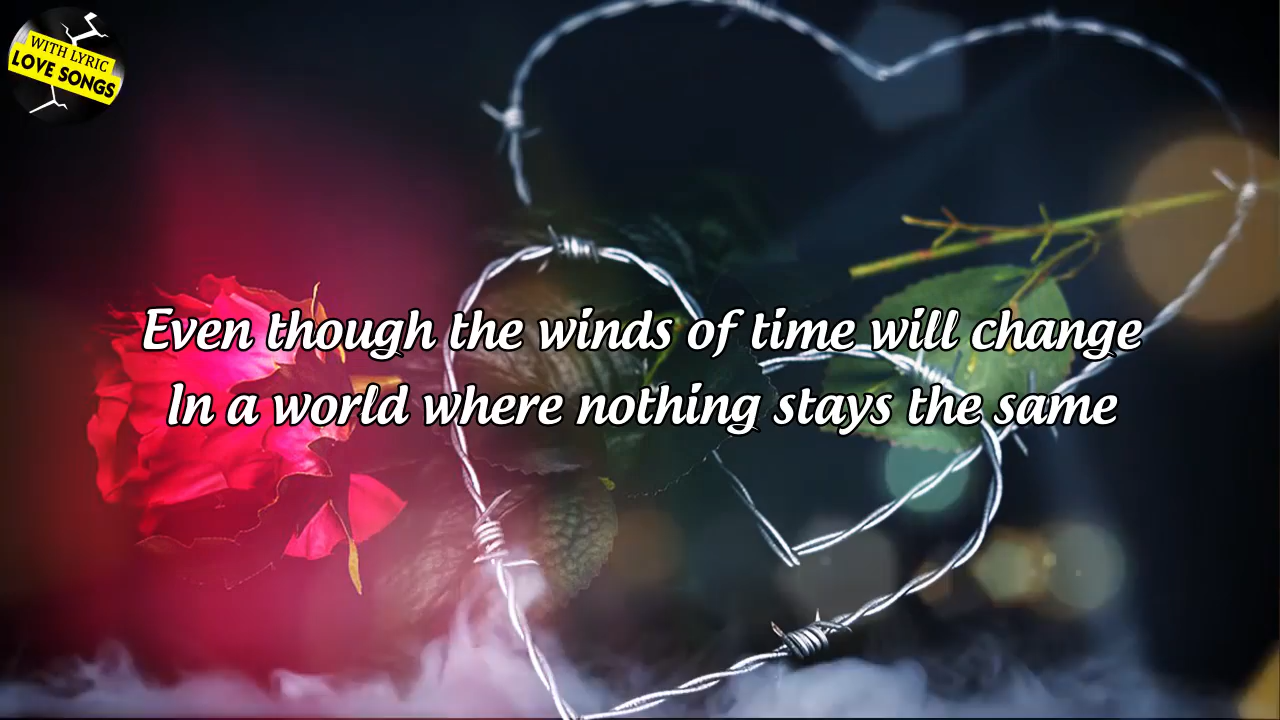 WITH LYRIC
LOVE SONGS
Even though the winds of time will change
In a world where nothing stays the same